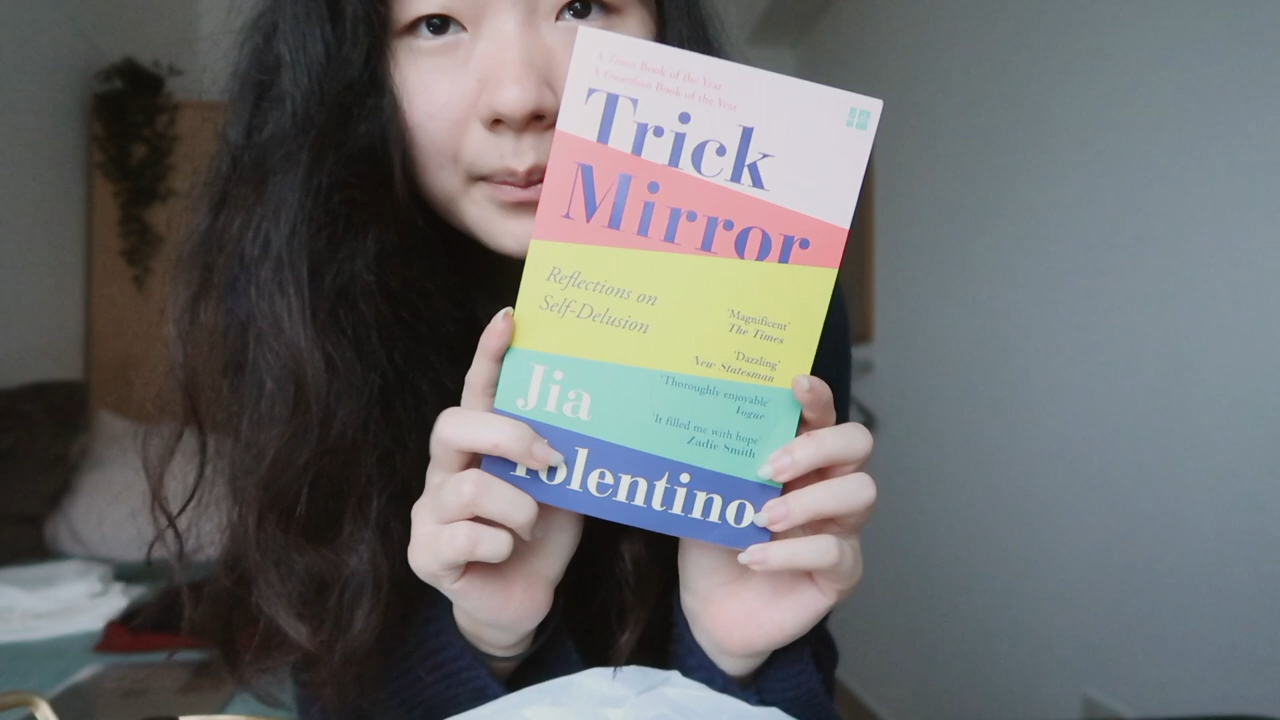 A Times Book of the Year
A Guardian Book of the Year
Trick
Mirror
Reflections on
Self-Delusion
'Magnificent'
The Times
'Dazzling'
New Statesman
'Thoroughly enjoyable'
Vogue
'It filled me with hope'
Zadie Smith
Jia
Tolentino